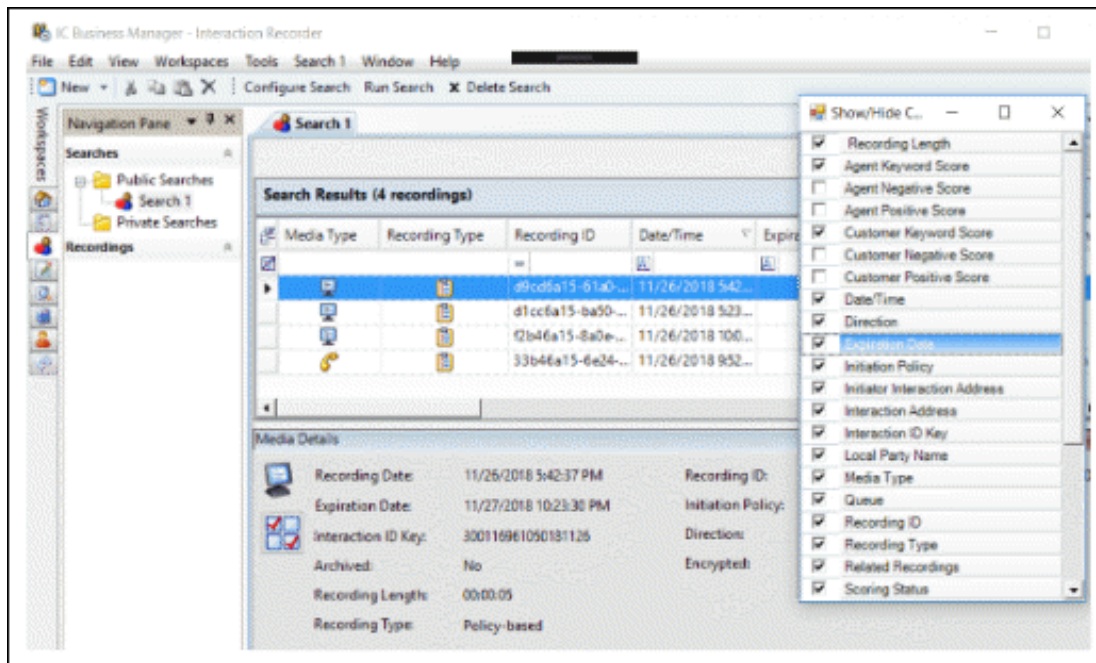 IC Business Manager - Interaction Recorder
File Edit View Workspaces Tools Search 1 Window Help
New Configure Search Run Search Delete Search
Workspaces
Navigation Pane
Searches
Public Searches
Search 1
Private Searches
Recordings
Search 1
Search Results (4 recordings)
Media Type Recording Type Recording ID Date/Time Expira
=
d9cd6a15-61a0-... 11/26/2018 5:42...
d1cc6a15-ba50-... 11/26/2018 5:23...
f2b46a15-8a0e-... 11/26/2018 10:0...
33b46a15-6e24-... 11/26/2018 9:52...
Media Details
Recording Date: 11/26/2018 5:42:37 PM Recording ID:
Expiration Date: 11/27/2018 10:23:30 PM Initiation Policy:
Interaction ID Key: 300116961050181126 Direction:
Archived: No Encrypted:
Recording Length: 00:00:05
Recording Type: Policy-based
Show/Hide C...
Recording Length
Agent Keyword Score
Agent Negative Score
Agent Positive Score
Customer Keyword Score
Customer Negative Score
Customer Positive Score
Date/Time
Direction
Expiration Date
Initiation Policy
Initiator Interaction Address
Interaction Address
Interaction ID Key
Local Party Name
Media Type
Queue
Recording ID
Recording Type
Related Recordings
Scoring Status